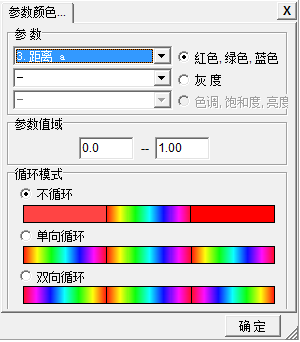 参数颜色...
X
参 数
3. 距离 a
红色, 绿色, 蓝色
–
灰 度
–
色调, 饱和度, 亮度
参数值域
0.0 -- 1.00
循环模式
不循环
单向循环
双向循环
确 定